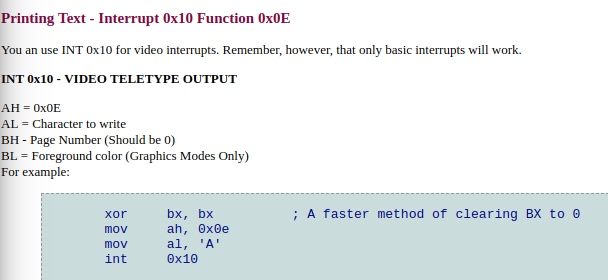 Printing Text - Interrupt 0x10 Function 0x0E
You an use INT 0x10 for video interrupts. Remember, however, that only basic interrupts will work.
INT 0x10 - VIDEO TELETYPE OUTPUT
AH = 0x0E
AL = Character to write
BH - Page Number (Should be 0)
BL = Foreground color (Graphics Modes Only)
For example:
xor bx, bx ; A faster method of clearing BX to 0
mov ah, 0x0e
mov al, 'A'
int 0x10